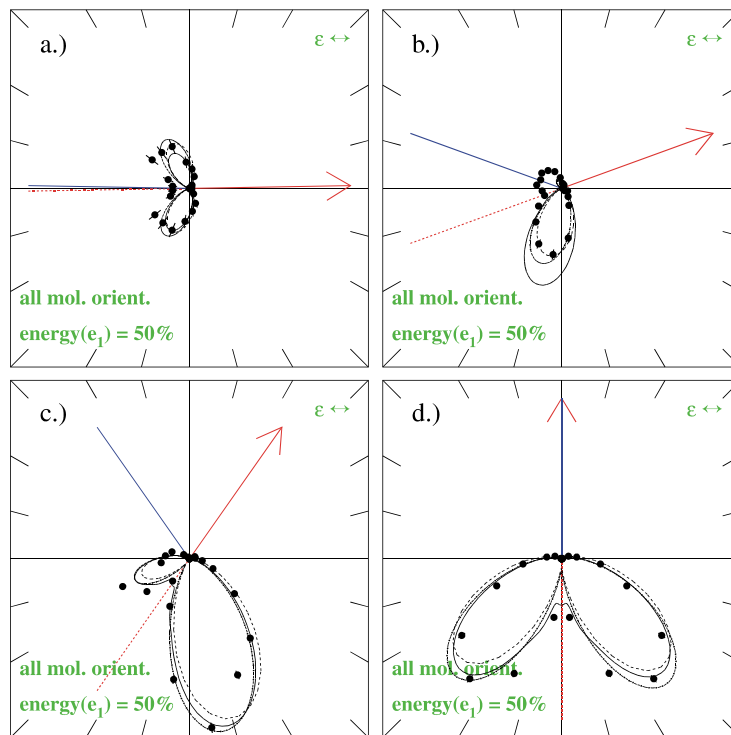 a.)
ε ↔
all mol. orient.
energy(e₁) = 50%
b.)
ε ↔
all mol. orient.
energy(e₁) = 50%
c.)
ε ↔
all mol. orient.
energy(e₁) = 50%
d.)
ε ↔
all mol. orient.
energy(e₁) = 50%